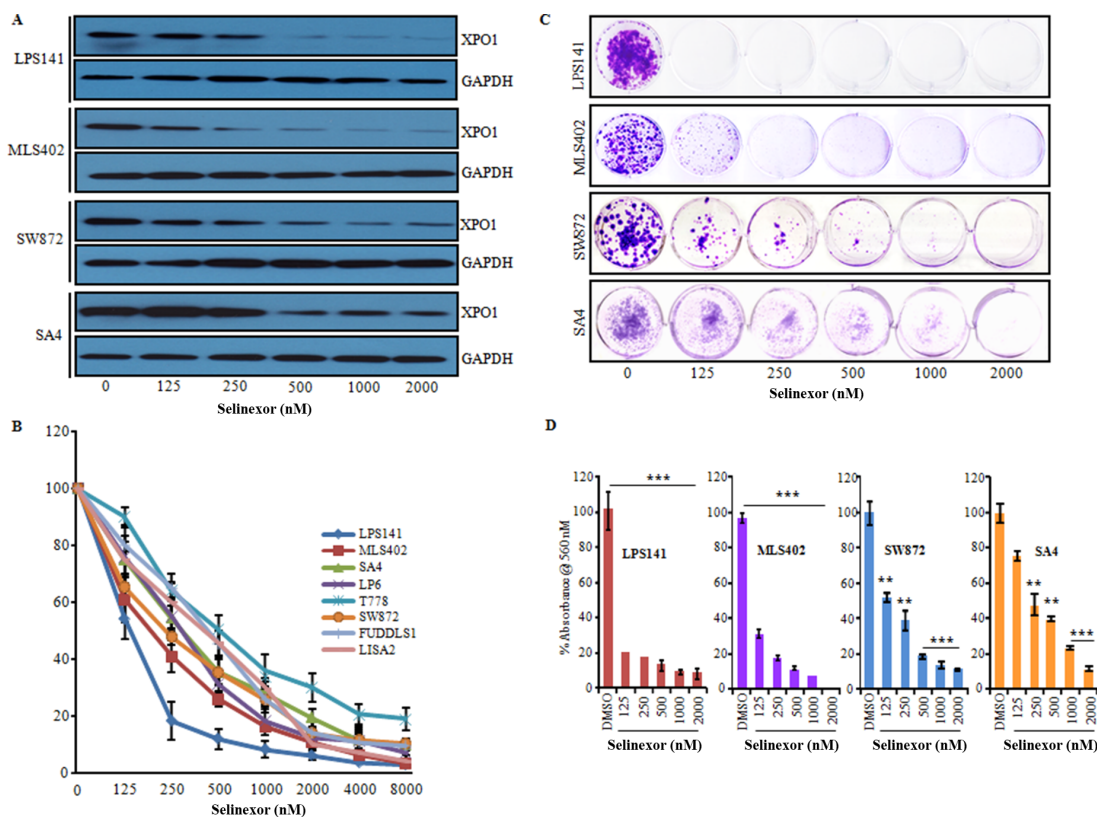 A
LPS141
XPO1
GAPDH
MLS402
XPO1
GAPDH
SW872
XPO1
GAPDH
SA4
XPO1
GAPDH
0 125 250 500 1000 2000
Selinexor (nM)
C
LPS141
MLS402
SW872
SA4
0 125 250 500 1000 2000
Selinexor (nM)
B
120
100
80
60
40
20
0
0 125 250 500 1000 2000 4000 8000
Selinexor (nM)
LPS141
MLS402
SA4
LP6
T778
SW872
FUDDLS1
LISA2
D
% Absorbance @ 560 nM
120
100
80
60
40
20
0
***
LPS141
DMSO 125 250 500 1000 2000
Selinexor (nM)
120
100
80
60
40
20
0
***
MLS402
DMSO 125 250 500 1000 2000
Selinexor (nM)
120
100
80
60
40
20
0
SW872
** ** ***
DMSO 125 250 500 1000 2000
Selinexor (nM)
120
100
80
60
40
20
0
SA4
** ** ***
DMSO 125 250 500 1000 2000
Selinexor (nM)